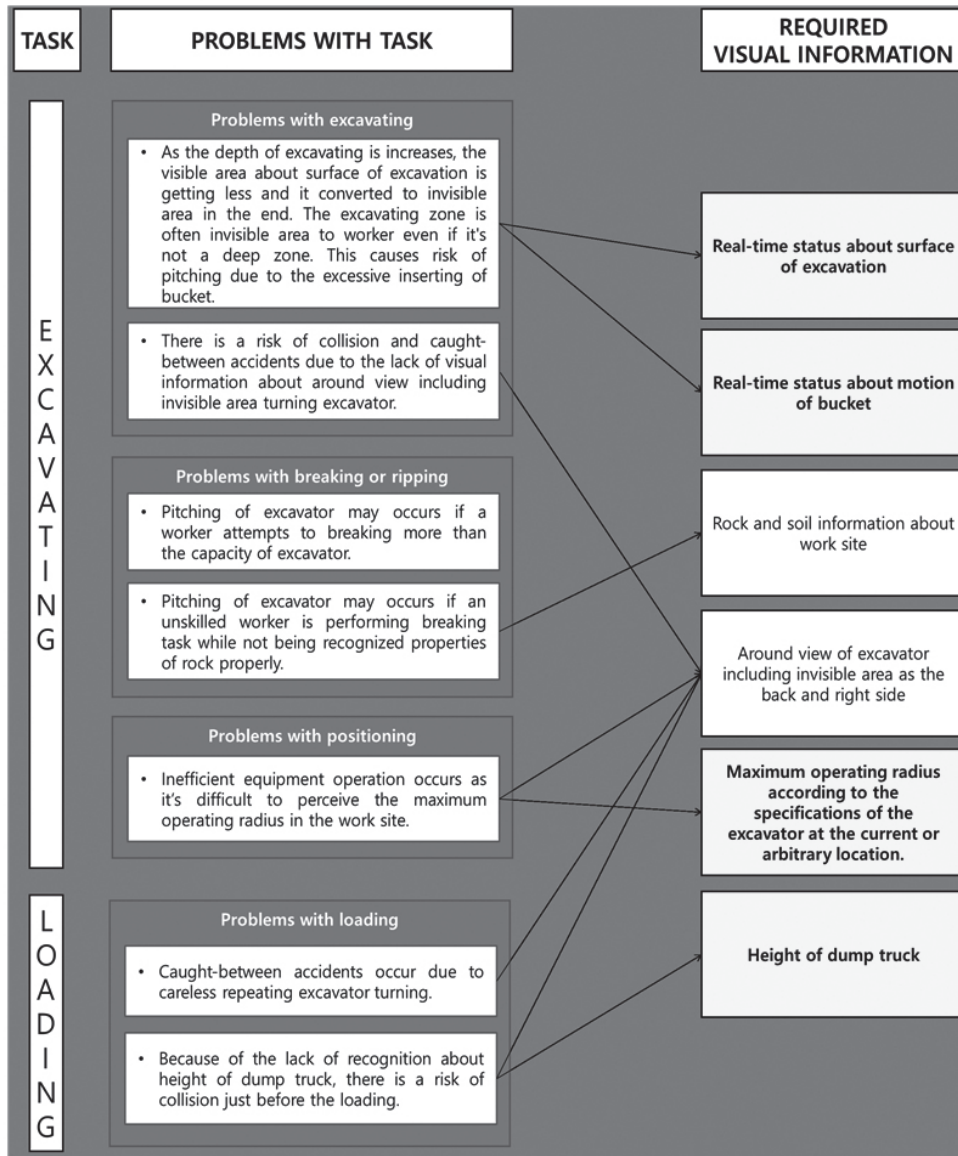 TASK
PROBLEMS WITH TASK
REQUIRED
VISUAL INFORMATION
EXCAVATING
Problems with excavating
• As the depth of excavating is increases, the
visible area about surface of excavation is
getting less and it converted to invisible
area in the end. The excavating zone is
often invisible area to worker even if it's
not a deep zone. This causes risk of
pitching due to the excessive inserting of
bucket.
• There is a risk of collision and caught-
between accidents due to the lack of visual
information about around view including
invisible area turning excavator.
Problems with breaking or ripping
• Pitching of excavator may occurs if a
worker attempts to breaking more than
the capacity of excavator.
• Pitching of excavator may occurs if an
unskilled worker is performing breaking
task while not being recognized properties
of rock properly.
Problems with positioning
• Inefficient equipment operation occurs as
it's difficult to perceive the maximum
operating radius in the work site.
LOADING
Problems with loading
• Caught-between accidents occur due to
careless repeating excavator turning.
• Because of the lack of recognition about
height of dump truck, there is a risk of
collision just before the loading.
Real-time status about surface
of excavation
Real-time status about motion
of bucket
Rock and soil information about
work site
Around view of excavator
including invisible area as the
back and right side
Maximum operating radius
according to the
specifications of the
excavator at the current or
arbitrary location.
Height of dump truck